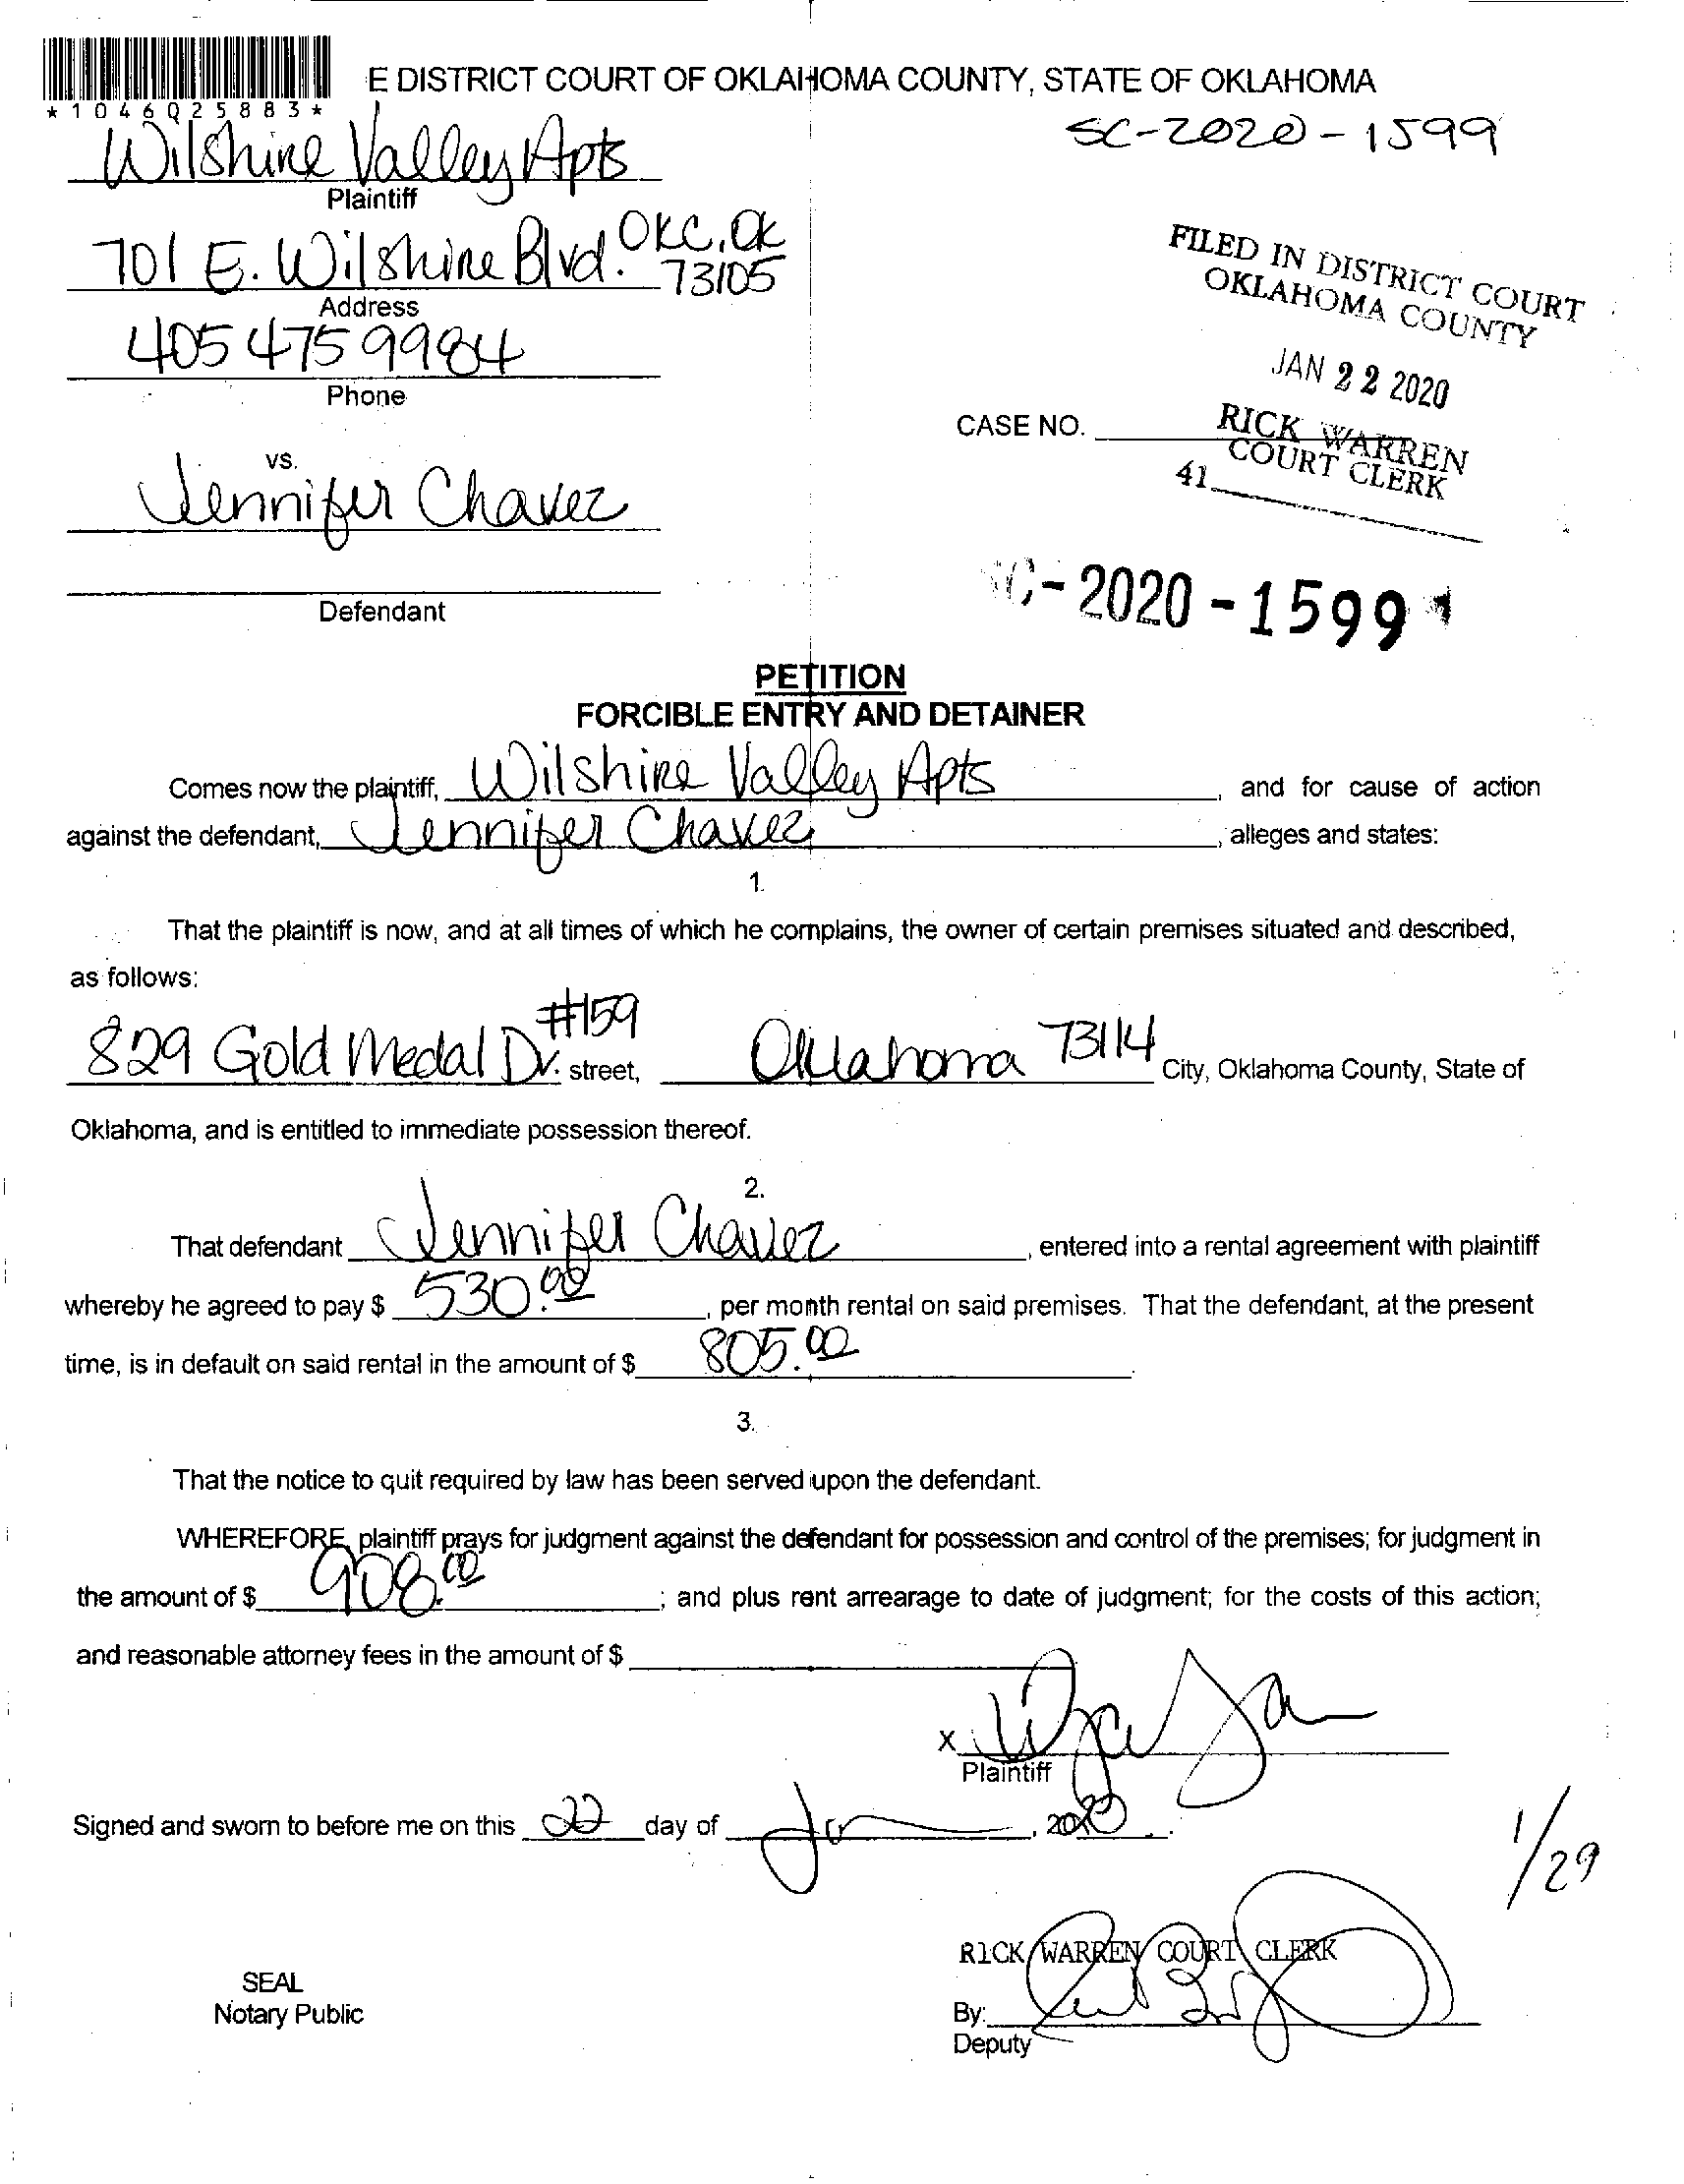 E DISTRICT COURT OF OKLAHOMA COUNTY, STATE OF OKLAHOMA
*1046025883*
SC-2020-1599
Wilshire Valley Apts
Plaintiff
701 E. Wilshire Blvd. OKC, OK 73105
Address
FILED IN DISTRICT COURT
OKLAHOMA COUNTY
405 475 9984
Phone
JAN 22 2020
CASE NO.
RICK WARREN
COURT CLERK
41
vs.
Jennifer Chavez
Defendant
SC-2020-1599
PETITION
FORCIBLE ENTRY AND DETAINER
Comes now the plaintiff, Wilshire Valley Apts, and for cause of action
against the defendant, Jennifer Chavez, alleges and states:
1.
That the plaintiff is now, and at all times of which he complains, the owner of certain premises situated and described,
as follows:
829 Gold Medal Dr. #159 street, Oklahoma 73114 City, Oklahoma County, State of
Oklahoma, and is entitled to immediate possession thereof.
2.
That defendant Jennifer Chavez, entered into a rental agreement with plaintiff
whereby he agreed to pay $ 530.00, per month rental on said premises. That the defendant, at the present
time, is in default on said rental in the amount of $ 805.00.
3.
That the notice to quit required by law has been served upon the defendant.
WHEREFORE, plaintiff prays for judgment against the defendant for possession and control of the premises; for judgment in
the amount of $ 908.00; and plus rent arrearage to date of judgment; for the costs of this action;
and reasonable attorney fees in the amount of $
X
Plaintiff
Signed and sworn to before me on this 22 day of Jan, 2020.
1/29
RICK WARREN COURT CLERK
SEAL
Notary Public
By:
Deputy